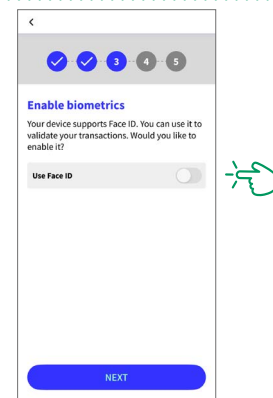 3 4 5
Enable biometrics
Your device supports Face ID. You can use it to
validate your transactions. Would you like to
enable it?
Use Face ID
NEXT